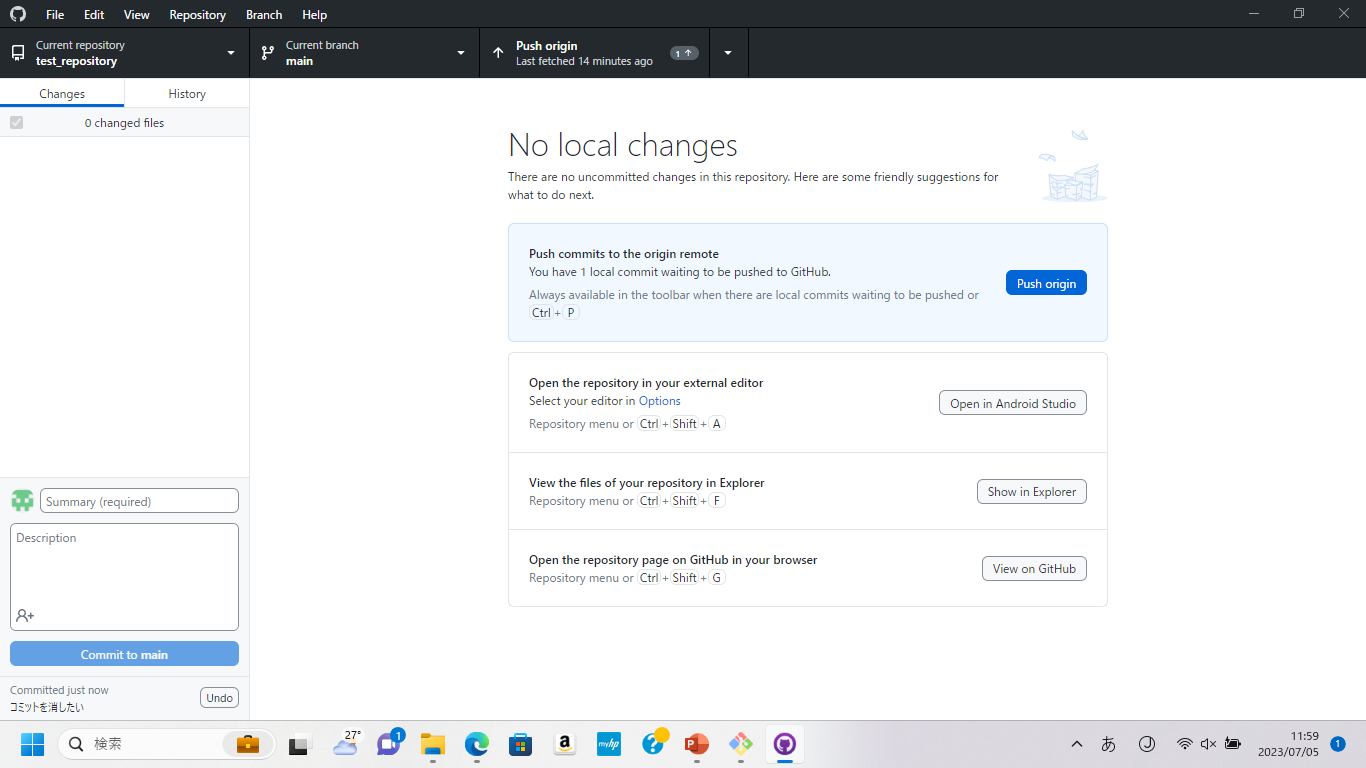 File Edit View Repository Branch Help
Current repository
test_repository
Current branch
main
Push origin
Last fetched 14 minutes ago
1
Changes
History
0 changed files
No local changes
There are no uncommitted changes in this repository. Here are some friendly suggestions for
what to do next.
Push commits to the origin remote
You have 1 local commit waiting to be pushed to GitHub.
Always available in the toolbar when there are local commits waiting to be pushed or
Ctrl + P
Push origin
Open the repository in your external editor
Select your editor in Options
Repository menu or Ctrl + Shift + A
Open in Android Studio
View the files of your repository in Explorer
Repository menu or Ctrl + Shift + F
Show in Explorer
Open the repository page on GitHub in your browser
Repository menu or Ctrl + Shift + G
View on GitHub
Summary (required)
Description
Commit to main
Committed just now
コミットを消したい
Undo
検索
27°
1
a
myhp
?
P
あ
J
11:59
2023/07/05
1